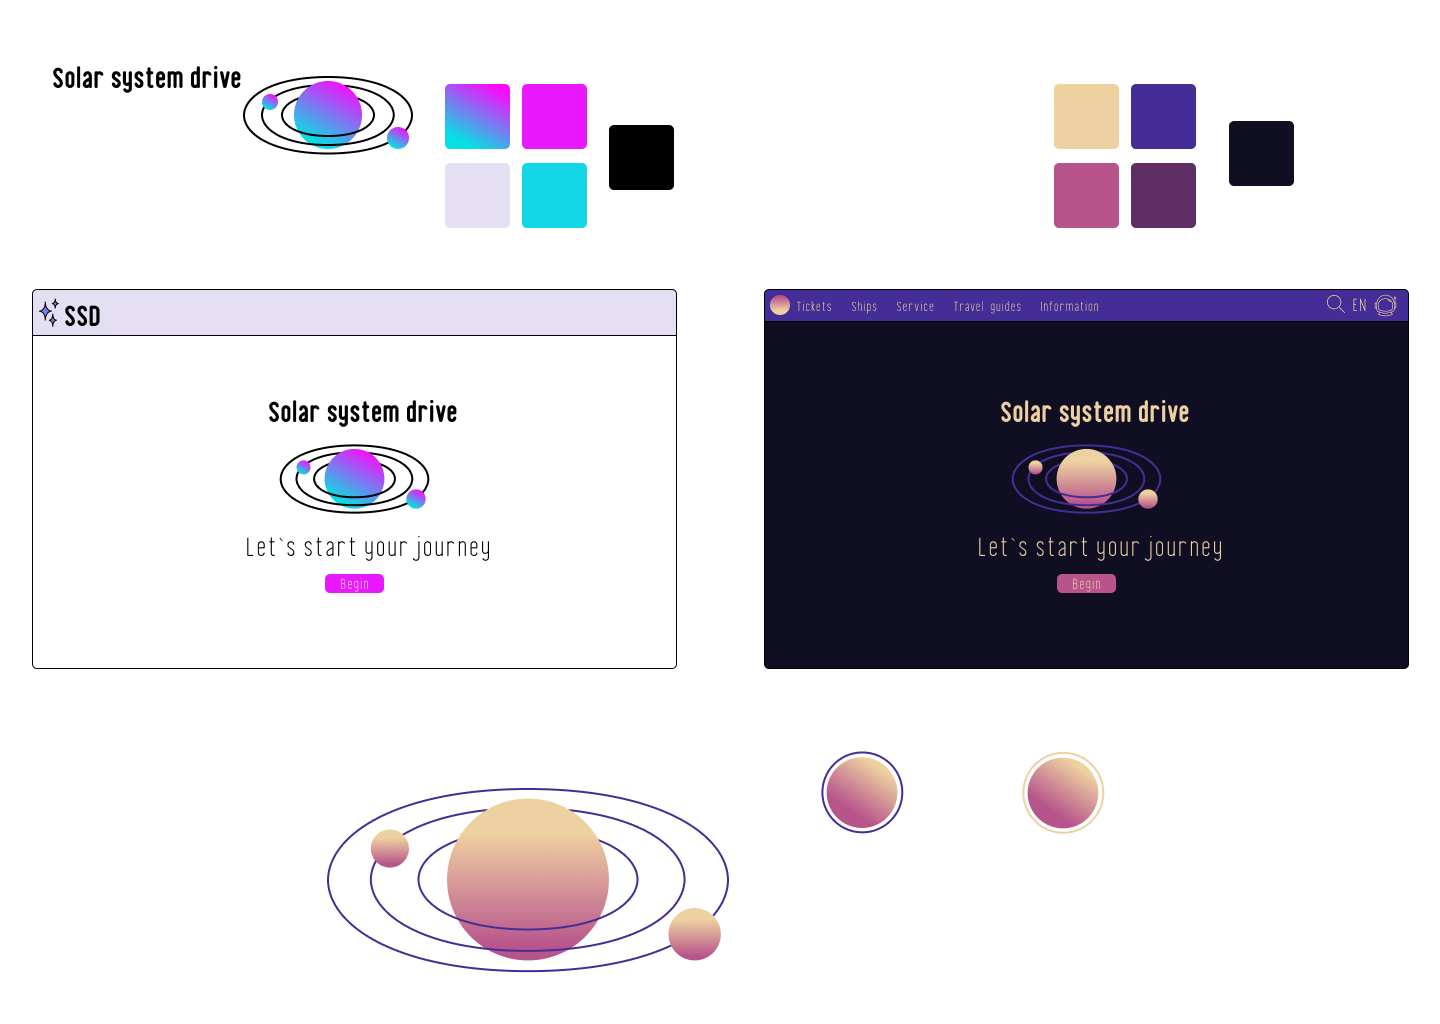 Solar system drive
SSD
Solar system drive
Let`s start your journey
Begin
Tickets Ships Service Travel guides Information EN
Solar system drive
Let`s start your journey
Begin